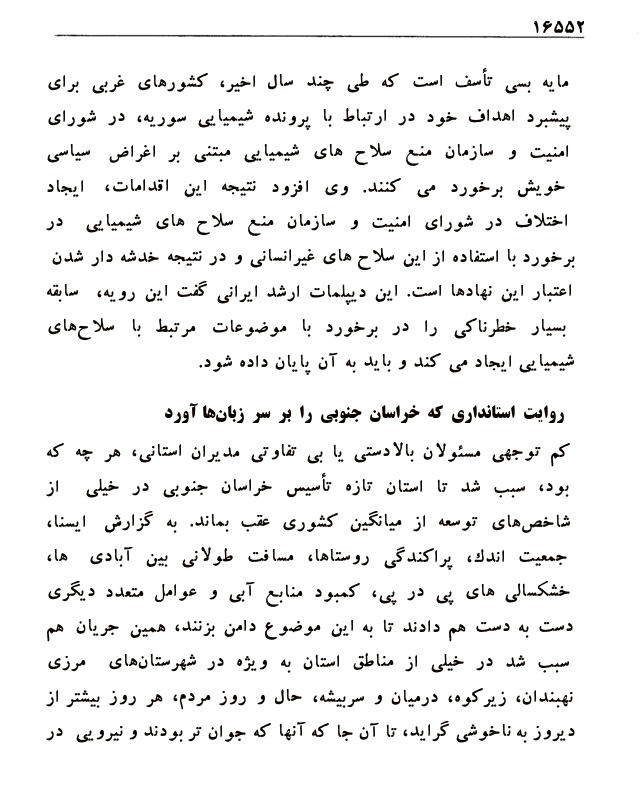 ۱۶۵۵۲
مایه بسی تأسف است که طی چند سال اخیر، کشورهای غربی برای
پیشبرد اهداف خود در ارتباط با پرونده شیمیایی سوریه، در شورای
امنیت و سازمان منع سلاح های شیمیایی مبتنی بر اغراض سیاسی
خویش برخورد می کنند. وی افزود نتیجه این اقدامات، ایجاد
اختلاف در شورای امنیت و سازمان منع سلاح های شیمیایی در
برخورد با استفاده از این سلاح های غیرانسانی و در نتیجه خدشه دار شدن
اعتبار این نهادها است. این دیپلمات ارشد ایرانی گفت این رویه، سابقه
بسیار خطرناکی را در برخورد با موضوعات مرتبط با سلاح‌های
شیمیایی ایجاد می کند و باید به آن پایان داده شود.
روایت استانداری که خراسان جنوبی را بر سر زبان‌ها آورد
کم توجهی مسئولان بالادستی یا بی تفاوتی مدیران استانی، هر چه که
بود، سبب شد تا استان تازه تأسیس خراسان جنوبی در خیلی از
شاخص‌های توسعه از میانگین کشوری عقب بماند. به گزارش ایسنا،
جمعیت اندك، پراکندگی روستاها، مسافت طولانی بین آبادی ها،
خشکسالی های پی در پی، کمبود منابع آبی و عوامل متعدد دیگری
دست به دست هم دادند تا به این موضوع دامن بزنند، همین جریان هم
سبب شد در خیلی از مناطق استان به ویژه در شهرستان‌های مرزی
نهبندان، زیرکوه، درمیان و سربیشه، حال و روز مردم، هر روز بیشتر از
دیروز به ناخوشی گراید، تا آن جا که آنها که جوان تر بودند و نیرویی در